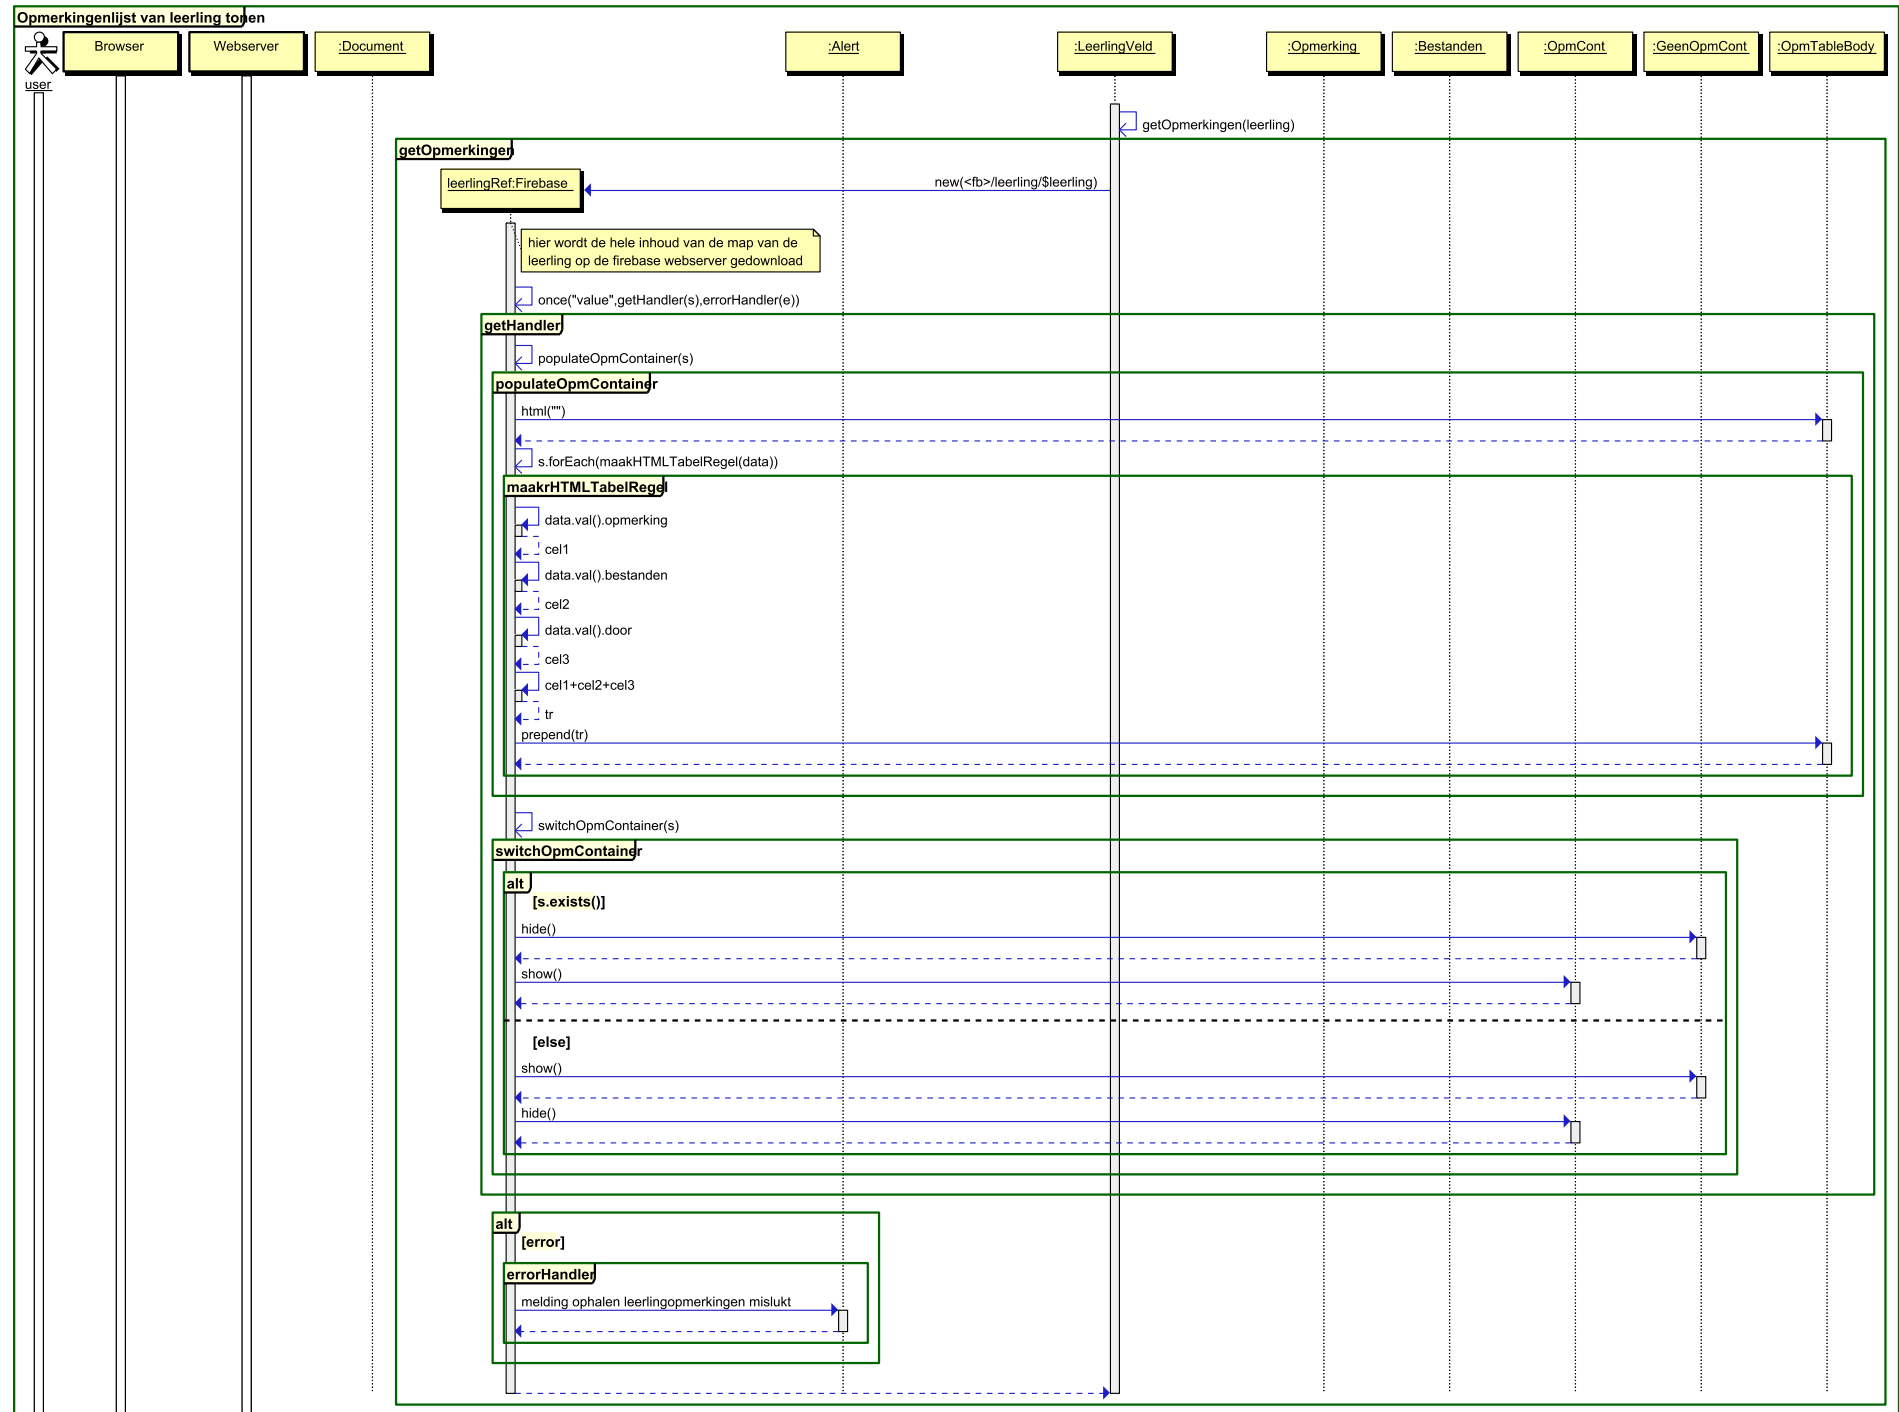 Opmerkingenlijst van leerling tonen
user
Browser
Webserver
:Document
:Alert
:LeerlingVeld
:Opmerking
:Bestanden
:OpmCont
:GeenOpmCont
:OpmTableBody
getOpmerkingen(leerling)
getOpmerkingen
leerlingRef:Firebase
new(<fb>/leerling/$leerling)
hier wordt de hele inhoud van de map van de
leerling op de firebase webserver gedownload
once("value",getHandler(s),errorHandler(e))
getHandler
populateOpmContainer(s)
populateOpmContainer
html("")
s.forEach(maakHTMLTabelRegel(data))
maakrHTMLTabelRegel
data.val().opmerking
cel1
data.val().bestanden
cel2
data.val().door
cel3
cel1+cel2+cel3
tr
prepend(tr)
switchOpmContainer(s)
switchOpmContainer
alt
[s.exists()]
hide()
show()
[else]
show()
hide()
alt
[error]
errorHandler
melding ophalen leerlingopmerkingen mislukt